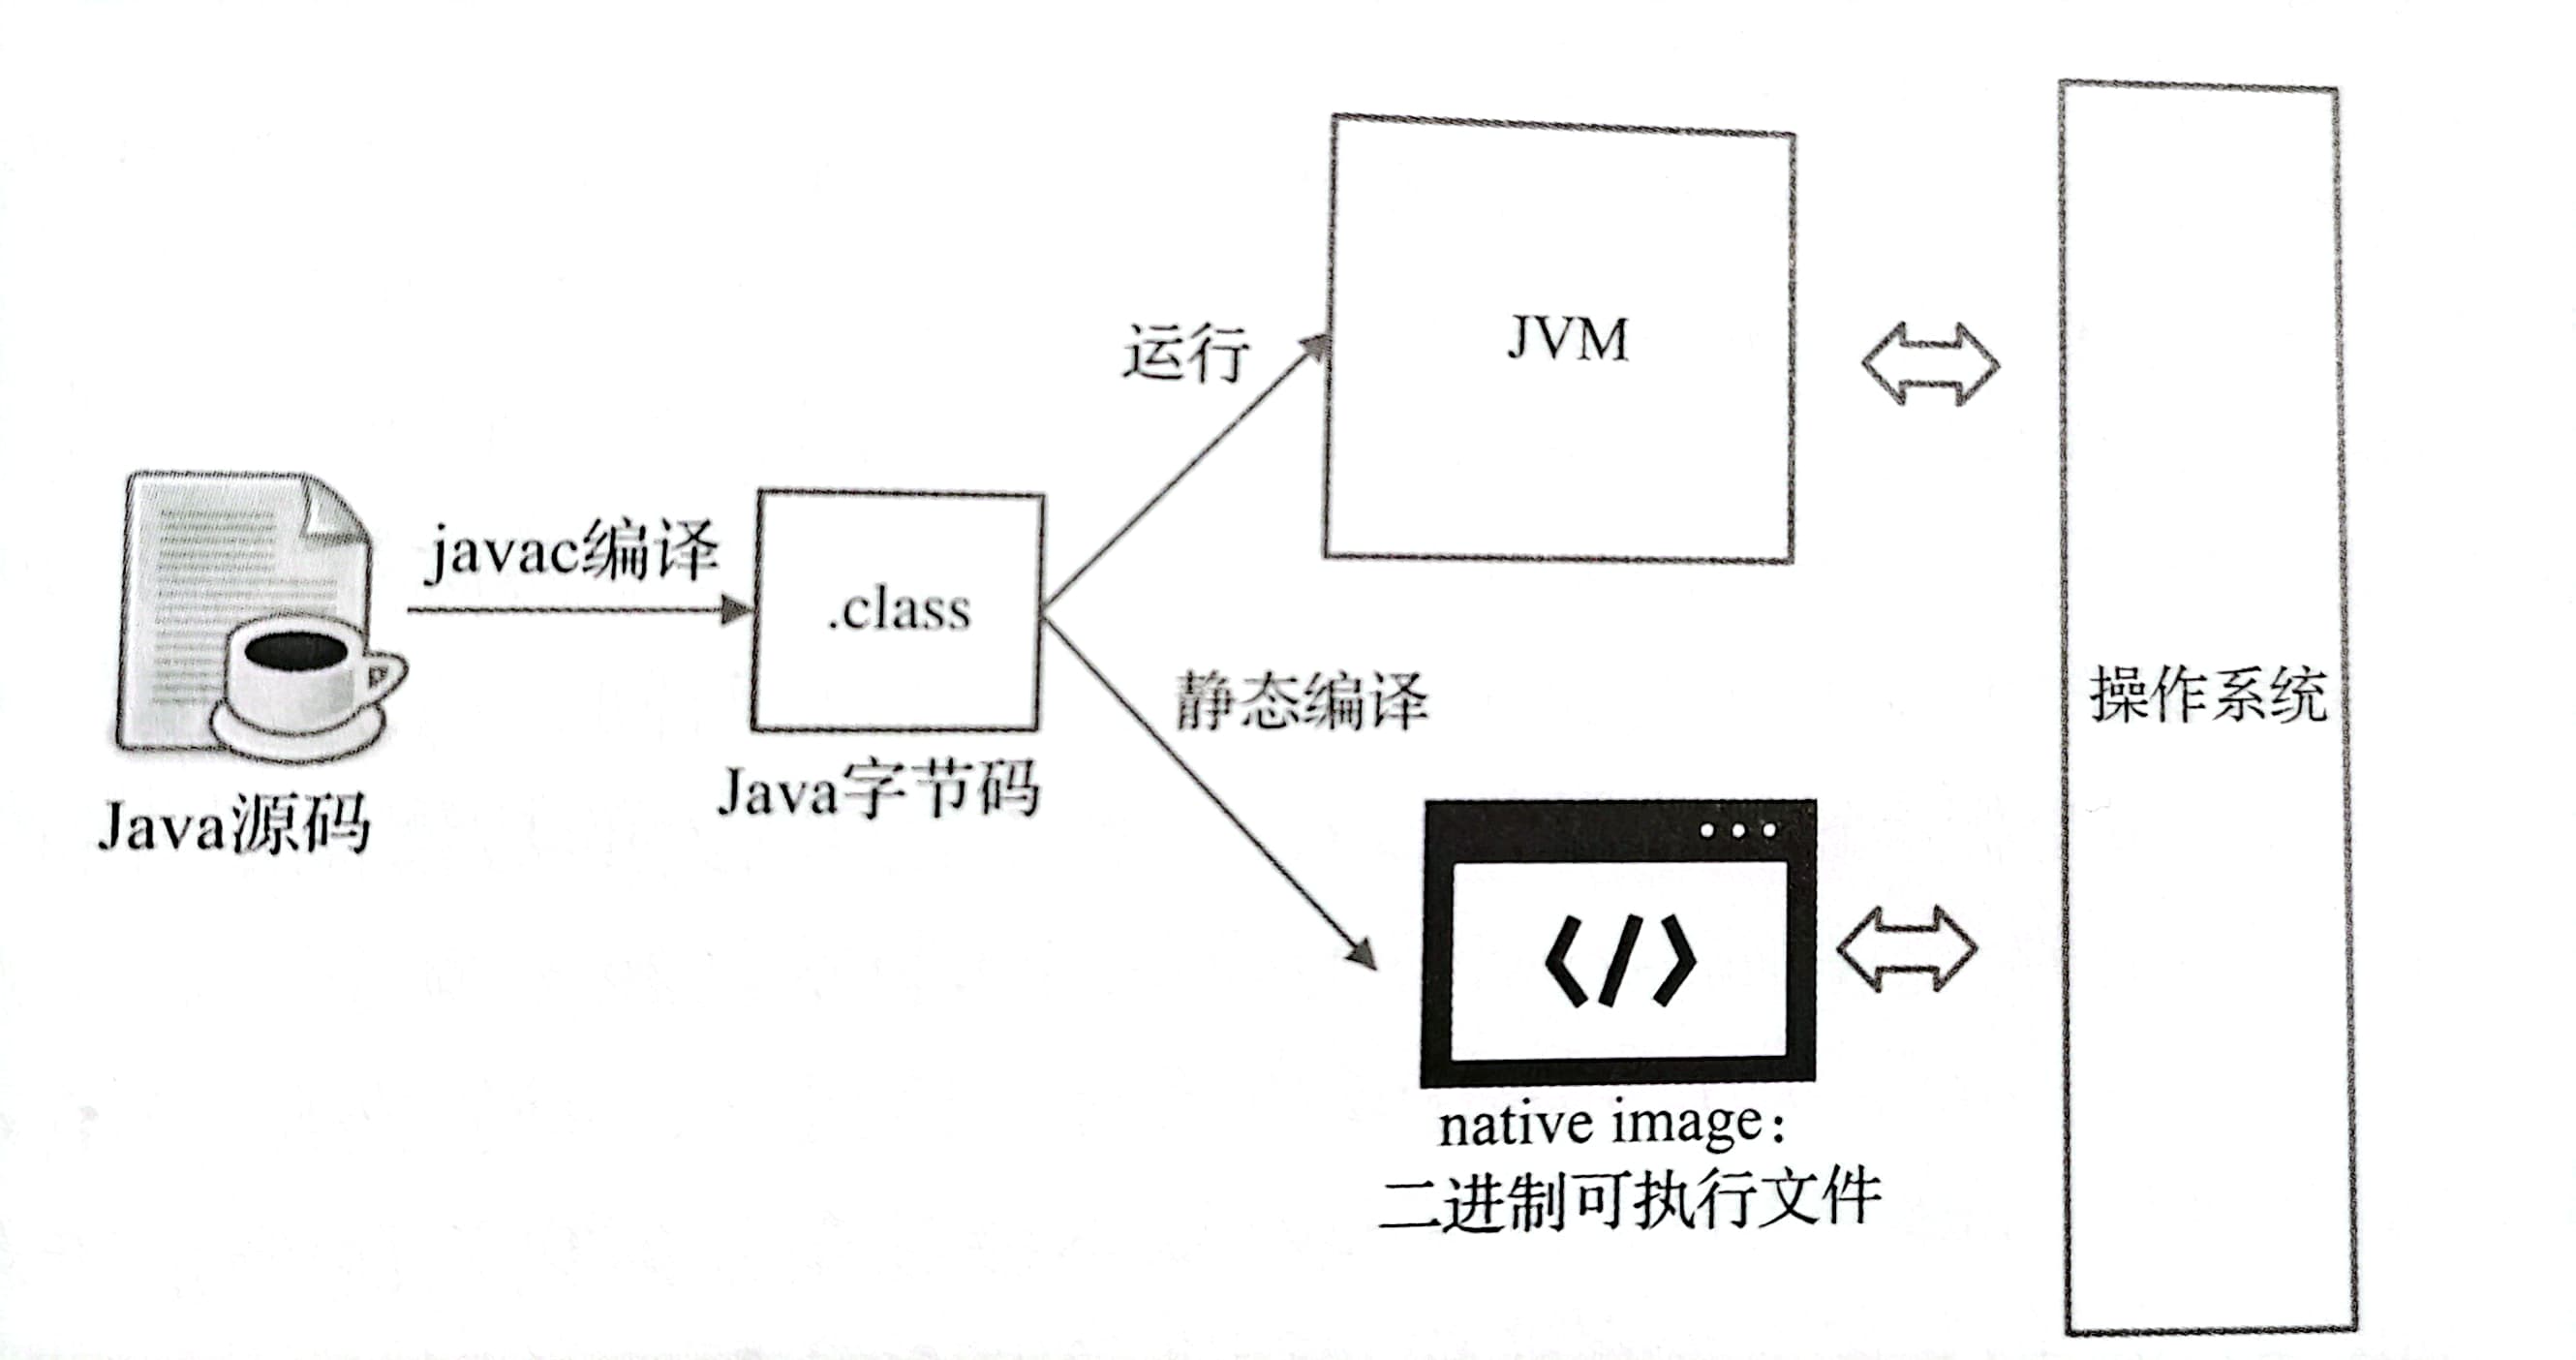 运行
JVM
javac编译
.class
Java源码
Java字节码
静态编译
操作系统
</>
native image：
二进制可执行文件